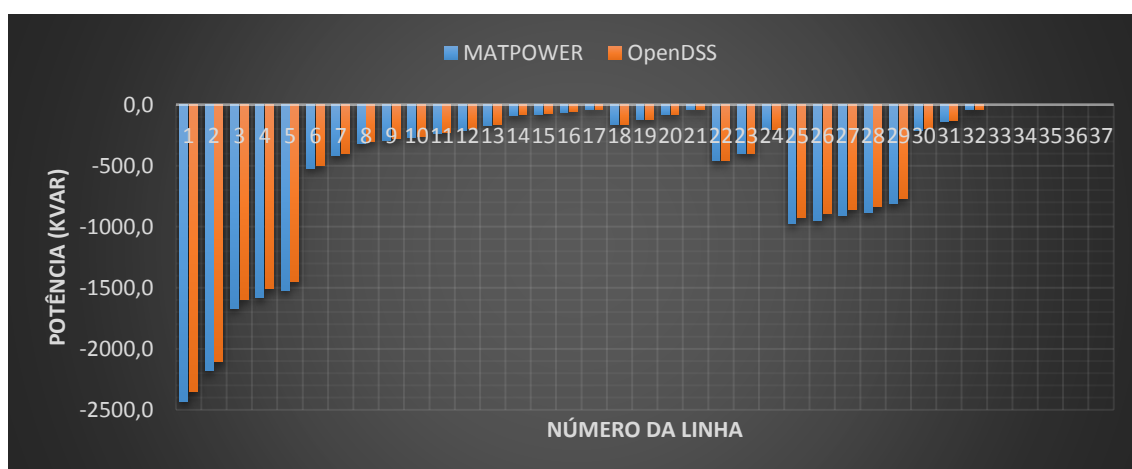 MATPOWER OpenDSS
0,0
1 2 3 4 5 6 7 8 9 10 11 12 13 14 15 16 17 18 19 20 21 22 23 24 25 26 27 28 29 30 31 32 33 34 35 36 37
-500,0
-1000,0
-1500,0
-2000,0
-2500,0
POTÊNCIA (KVAR)
NÚMERO DA LINHA